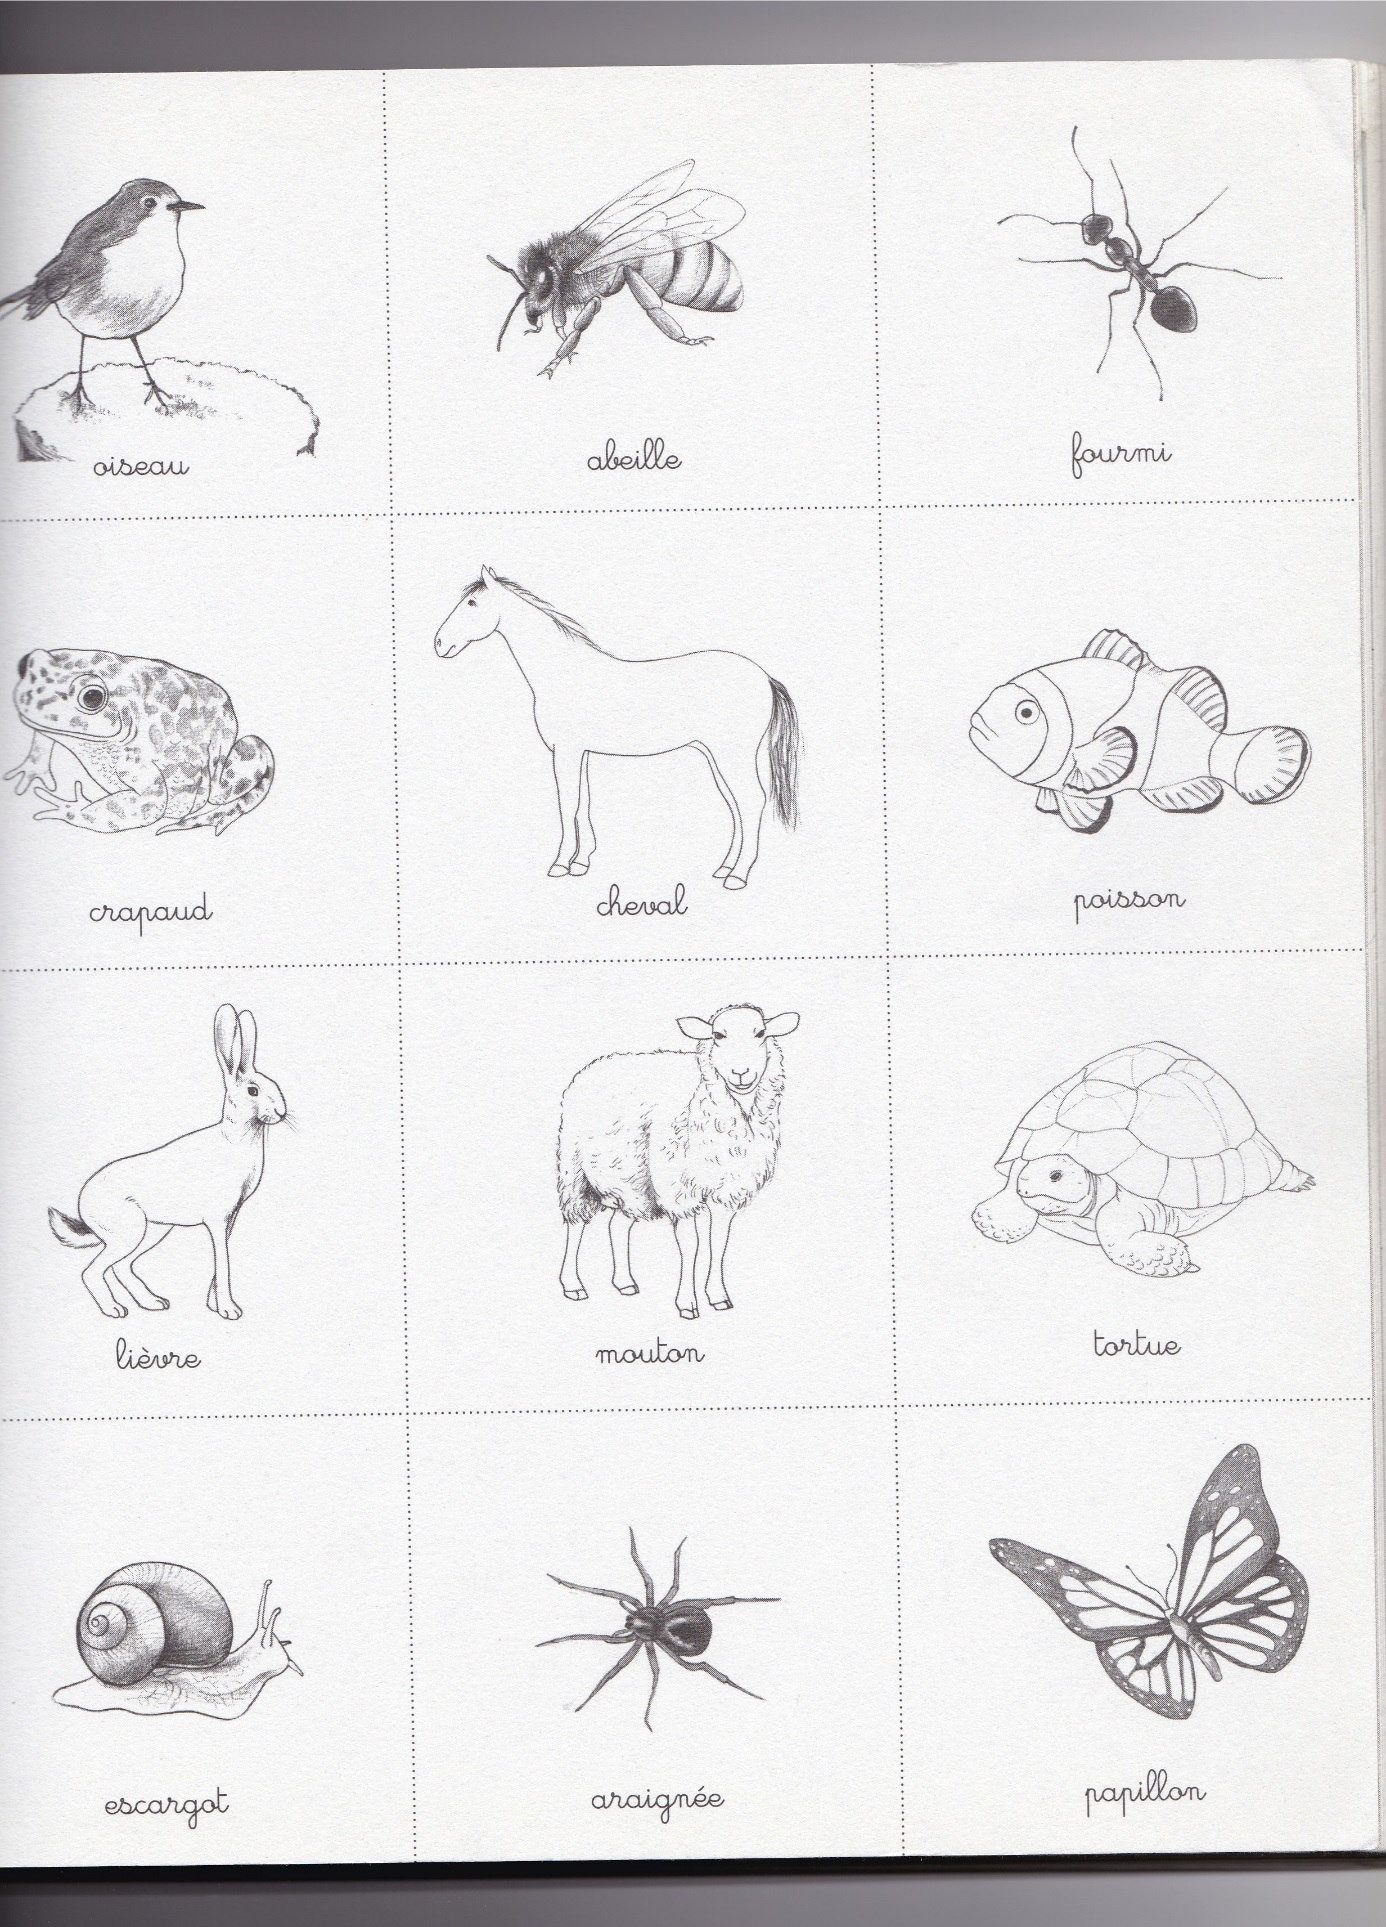 oiseau
abeille
fourmi
crapaud
cheval
poisson
lièvre
mouton
tortue
escargot
araignée
papillon